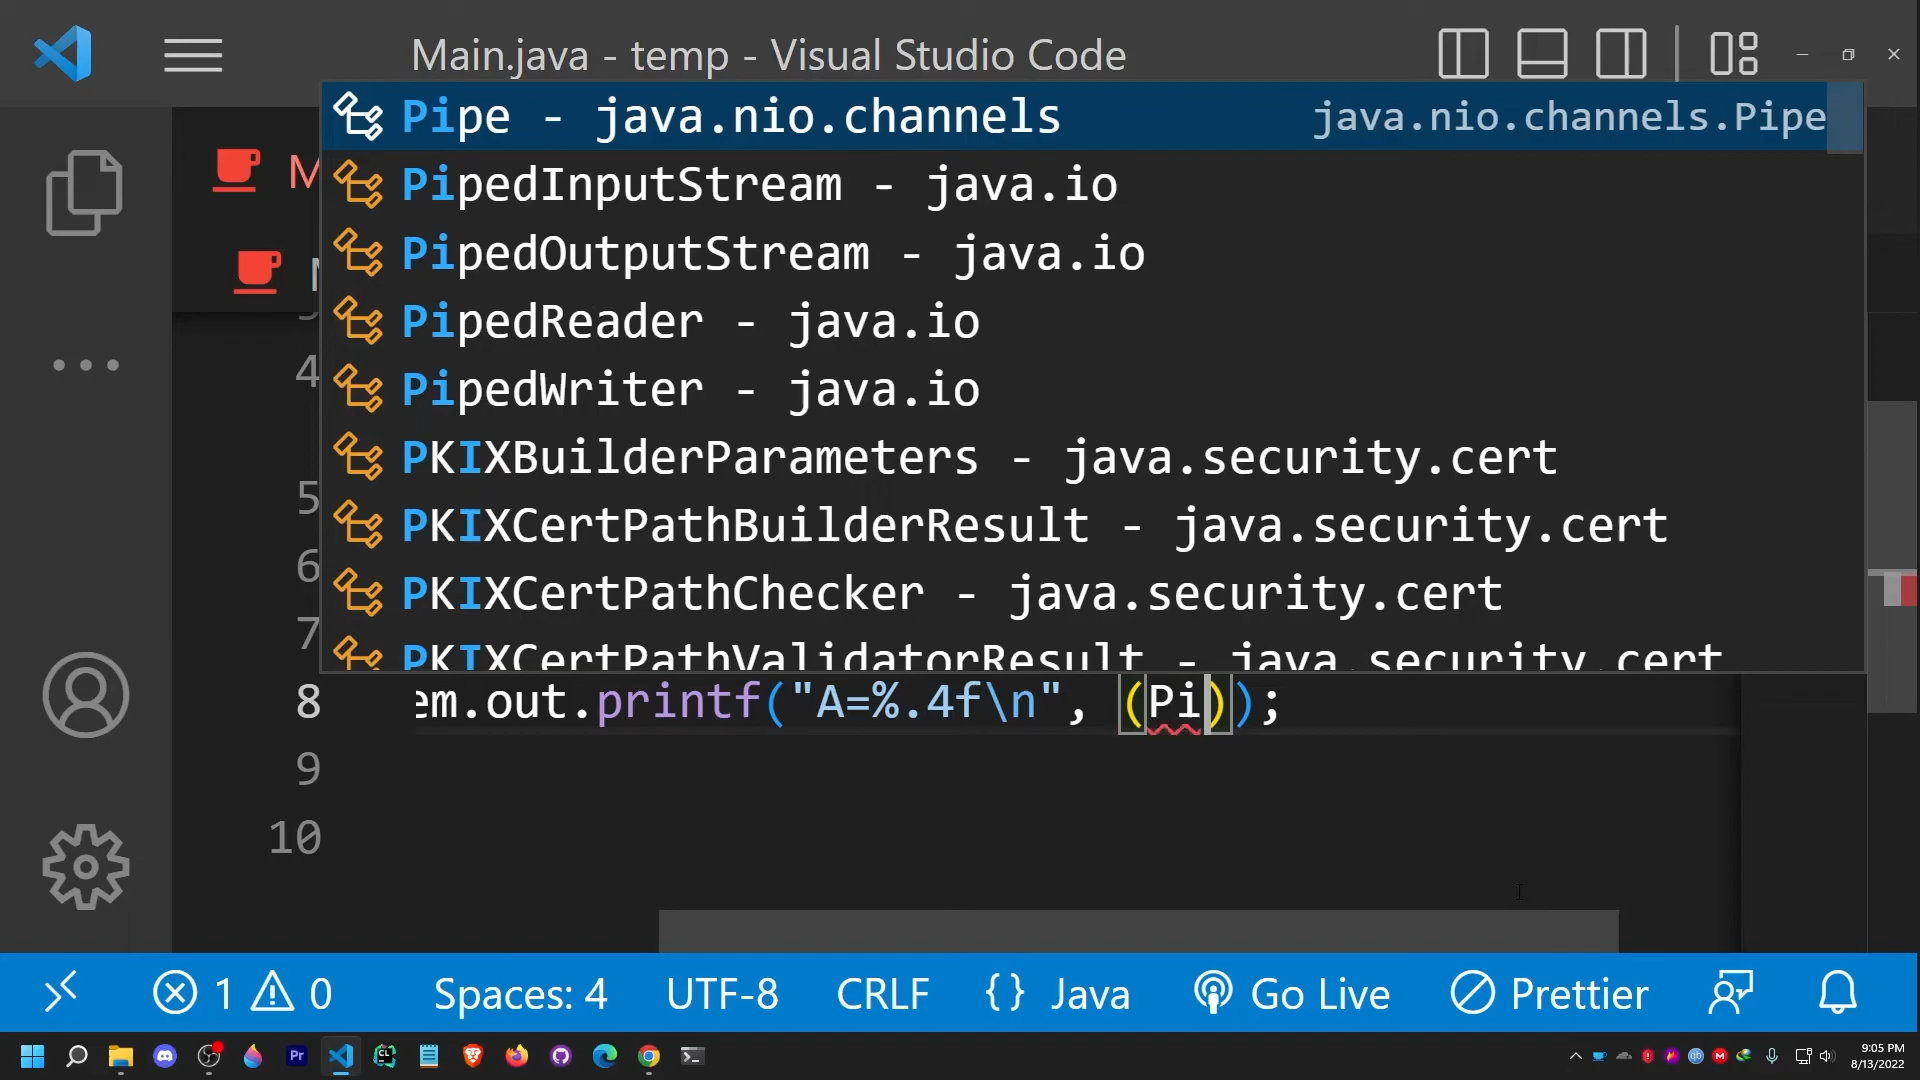 Main.java - temp - Visual Studio Code
Pipe - java.nio.channels java.nio.channels.Pipe
PipedInputStream - java.io
PipedOutputStream - java.io
PipedReader - java.io
4
PipedWriter - java.io
PKIXBuilderParameters - java.security.cert
5
PKIXCertPathBuilderResult - java.security.cert
6
PKIXCertPathChecker - java.security.cert
7
PKIXCertPathValidatorResult - java.security.cert
8 em.out.printf("A=%.4f\n", (Pi));
9
10
1 0 Spaces: 4 UTF-8 CRLF {} Java Go Live Prettier
9:05 PM
8/13/2022